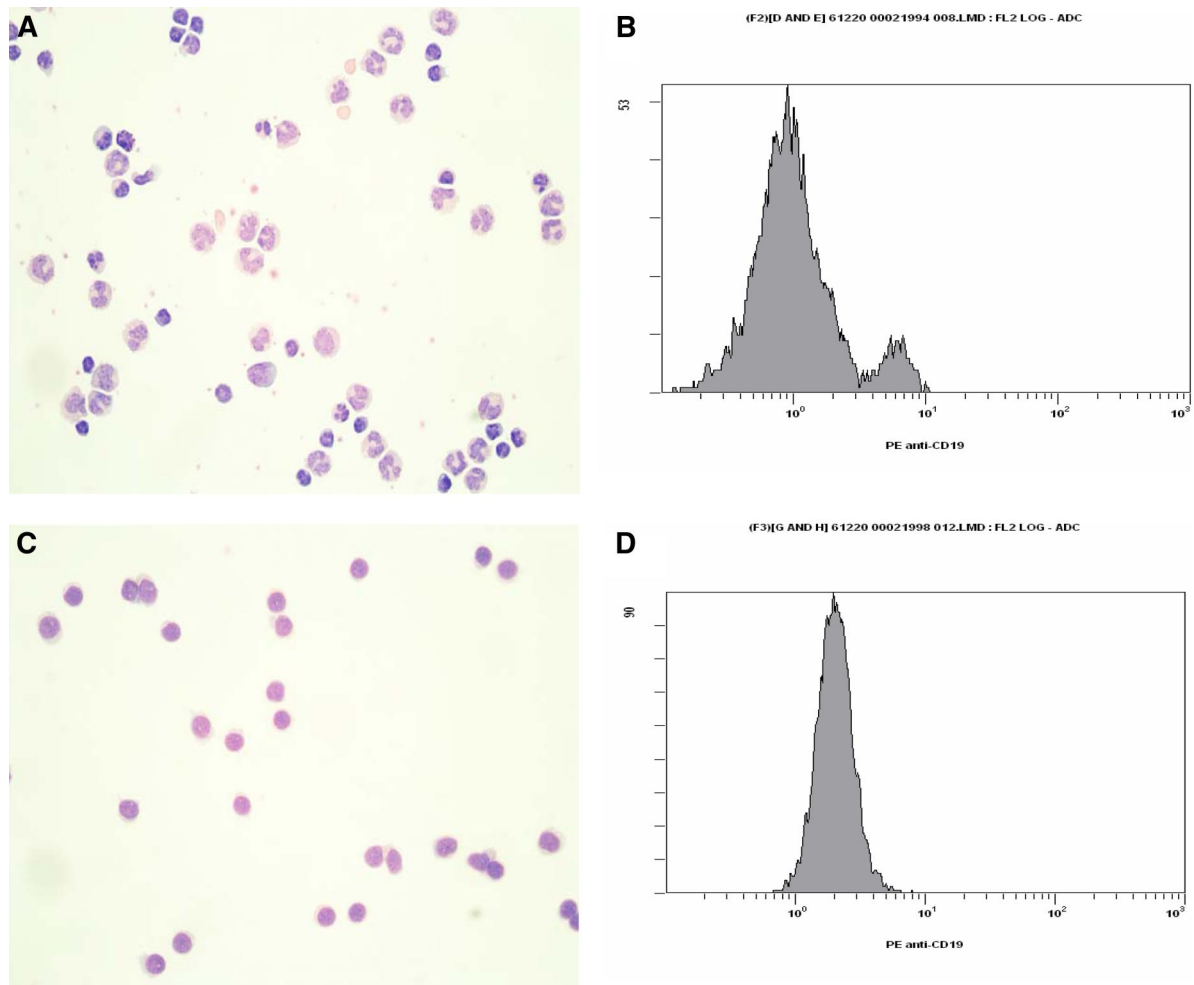 A
B
(F2)[D AND E] 61220 00021994 008.LMD : FL2 LOG - ADC
53
10⁰ 10¹ 10² 10³
PE anti-CD19
C
D
(F3)[G AND H] 61220 00021998 012.LMD : FL2 LOG - ADC
90
10⁰ 10¹ 10² 10³
PE anti-CD19